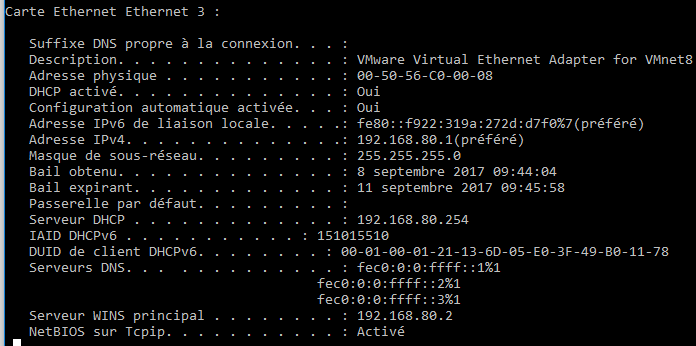 Carte Ethernet Ethernet 3 :
Suffixe DNS propre à la connexion. . . :
Description. . . . . . . . . . . . . . : VMware Virtual Ethernet Adapter for VMnet8
Adresse physique . . . . . . . . . . . : 00-50-56-C0-00-08
DHCP activé. . . . . . . . . . . . . . : Oui
Configuration automatique activée. . . : Oui
Adresse IPv6 de liaison locale. . . . .: fe80::f922:319a:272d:d7f0%7(préféré)
Adresse IPv4. . . . . . . . . . . . . .: 192.168.80.1(préféré)
Masque de sous-réseau. . . . . . . . . : 255.255.255.0
Bail obtenu. . . . . . . . . . . . . . : 8 septembre 2017 09:44:04
Bail expirant. . . . . . . . . . . . . : 11 septembre 2017 09:45:58
Passerelle par défaut. . . . . . . . . :
Serveur DHCP . . . . . . . . . . . . . : 192.168.80.254
IAID DHCPv6 . . . . . . . . . . . : 151015510
DUID de client DHCPv6. . . . . . . . : 00-01-00-01-21-13-6D-05-E0-3F-49-B0-11-78
Serveurs DNS. . . . . . . . . . . . . : fec0:0:0:ffff::1%1
fec0:0:0:ffff::2%1
fec0:0:0:ffff::3%1
Serveur WINS principal . . . . . . . . : 192.168.80.2
NetBIOS sur Tcpip. . . . . . . . . . . : Activé